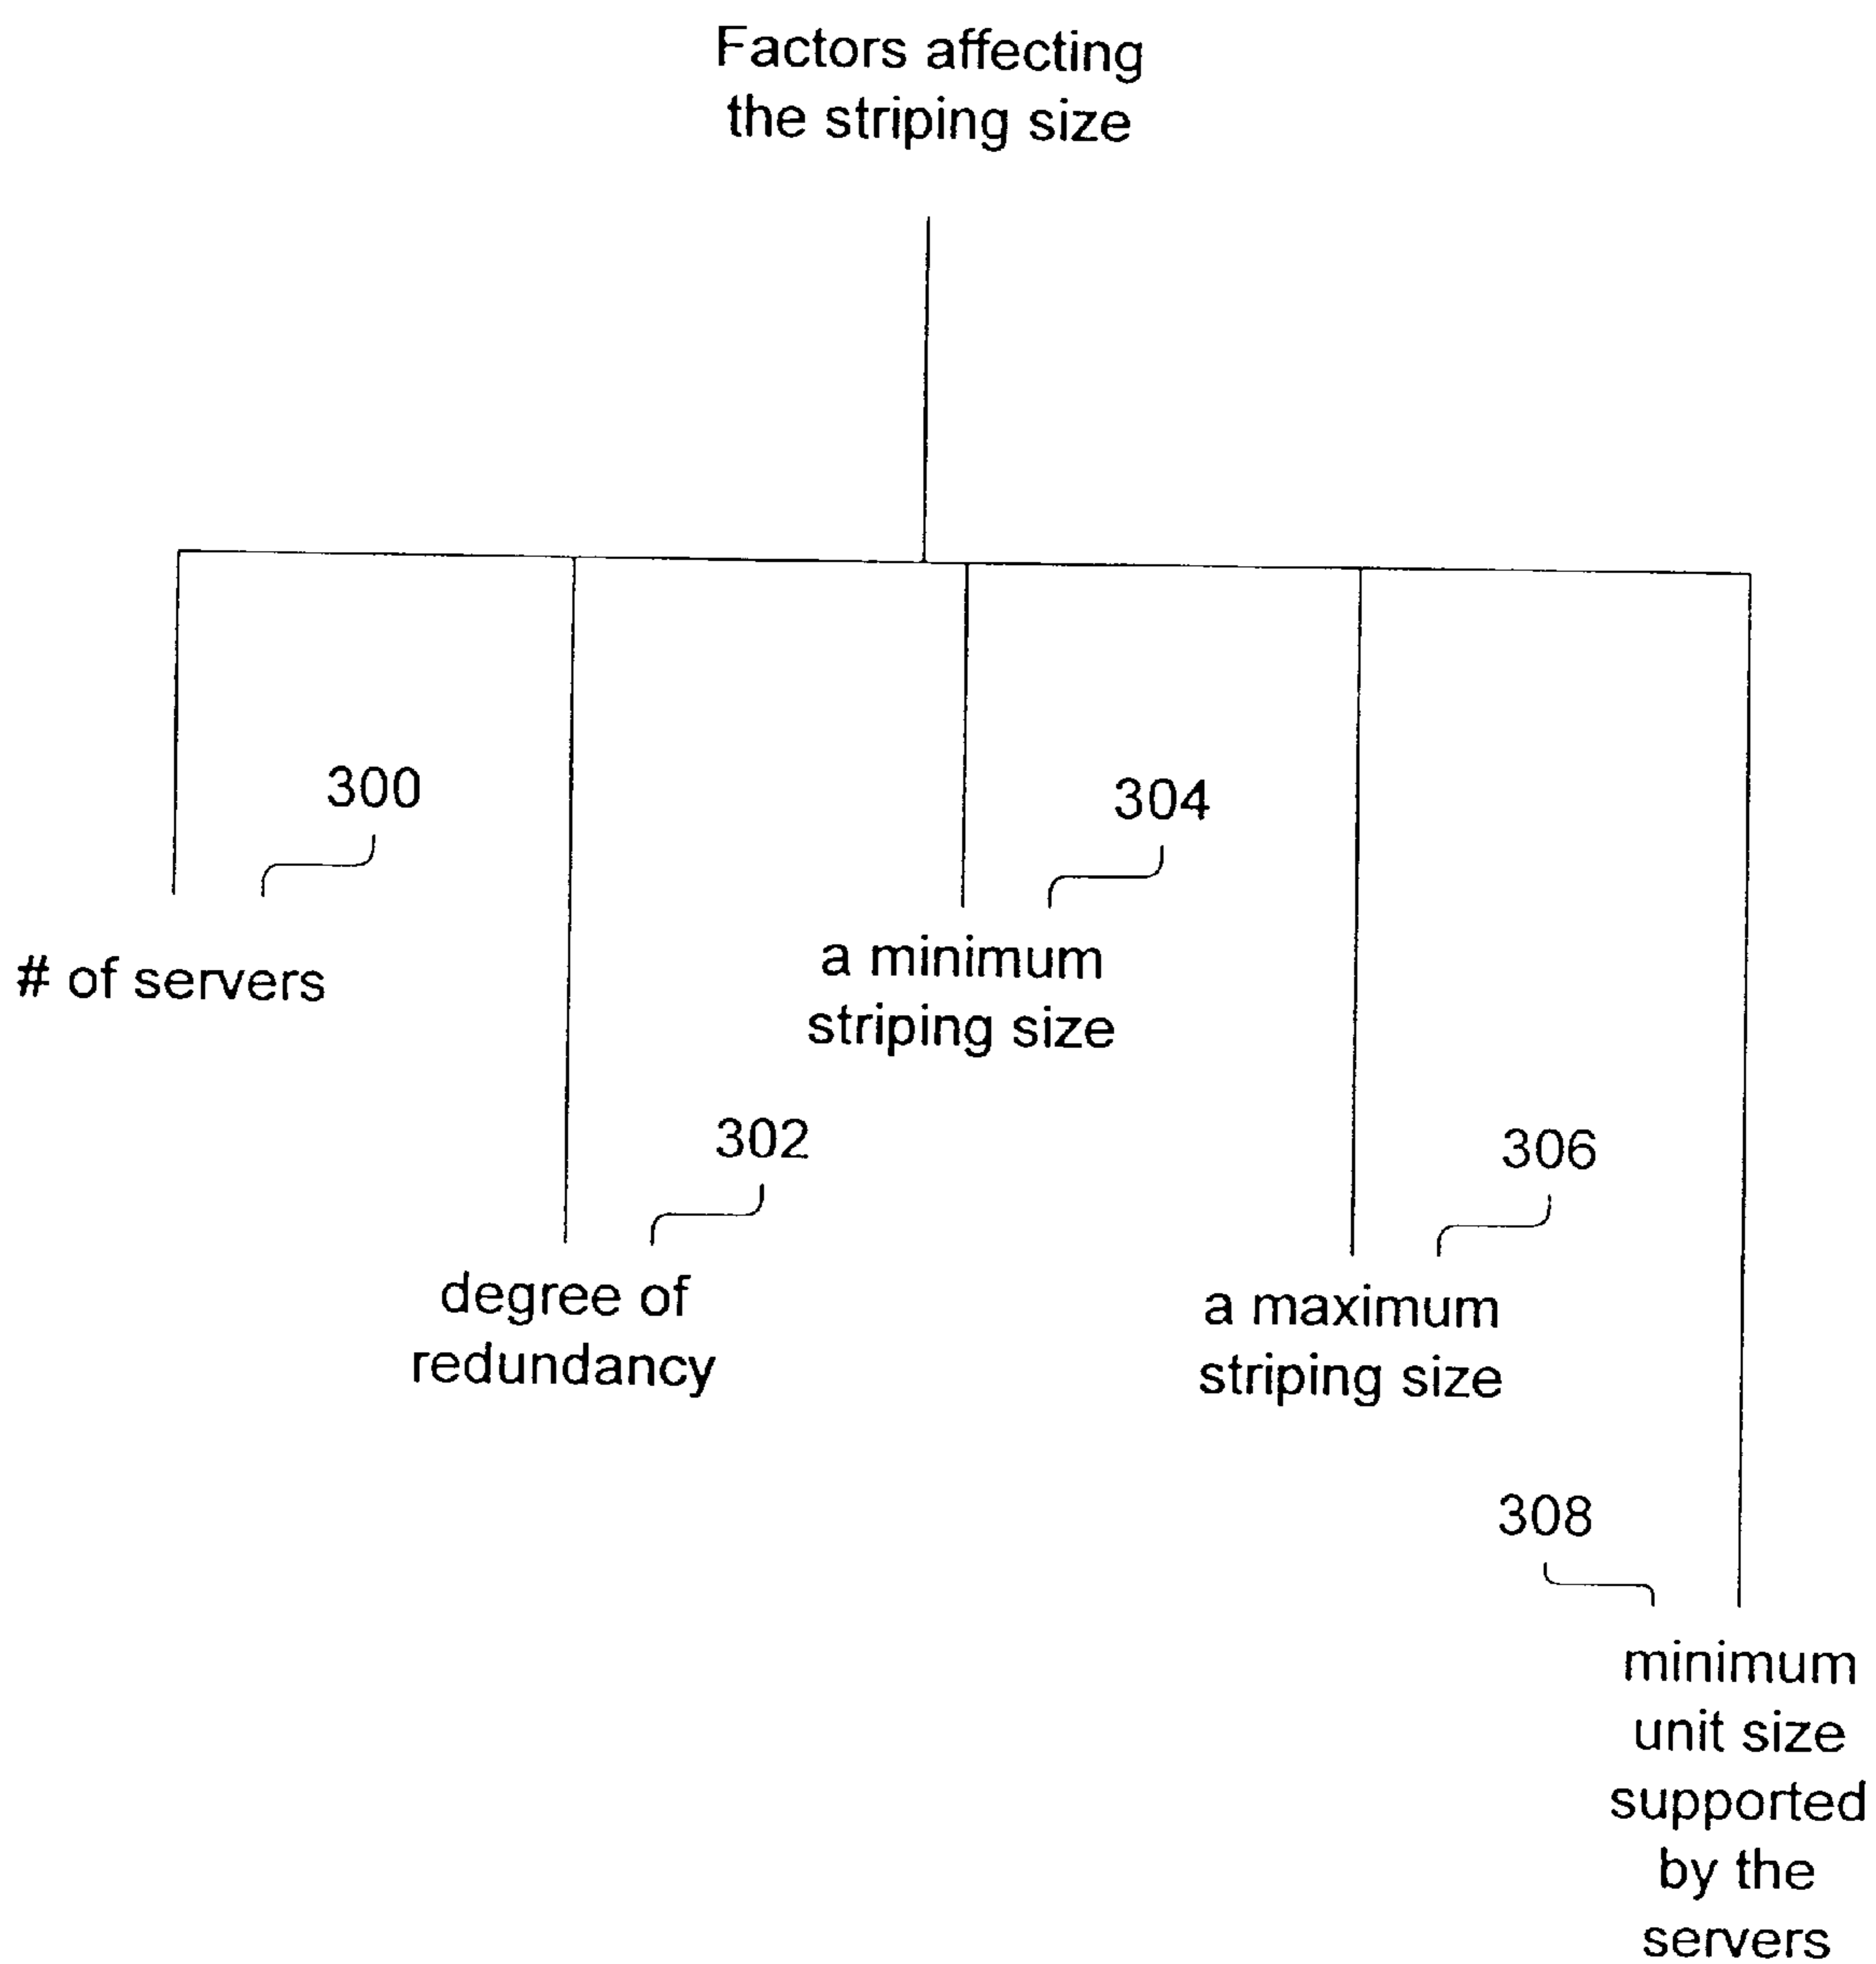 Factors affecting
the striping size
300
# of servers
302
degree of
redundancy
304
a minimum
striping size
306
a maximum
striping size
308
minimum
unit size
supported
by the
servers